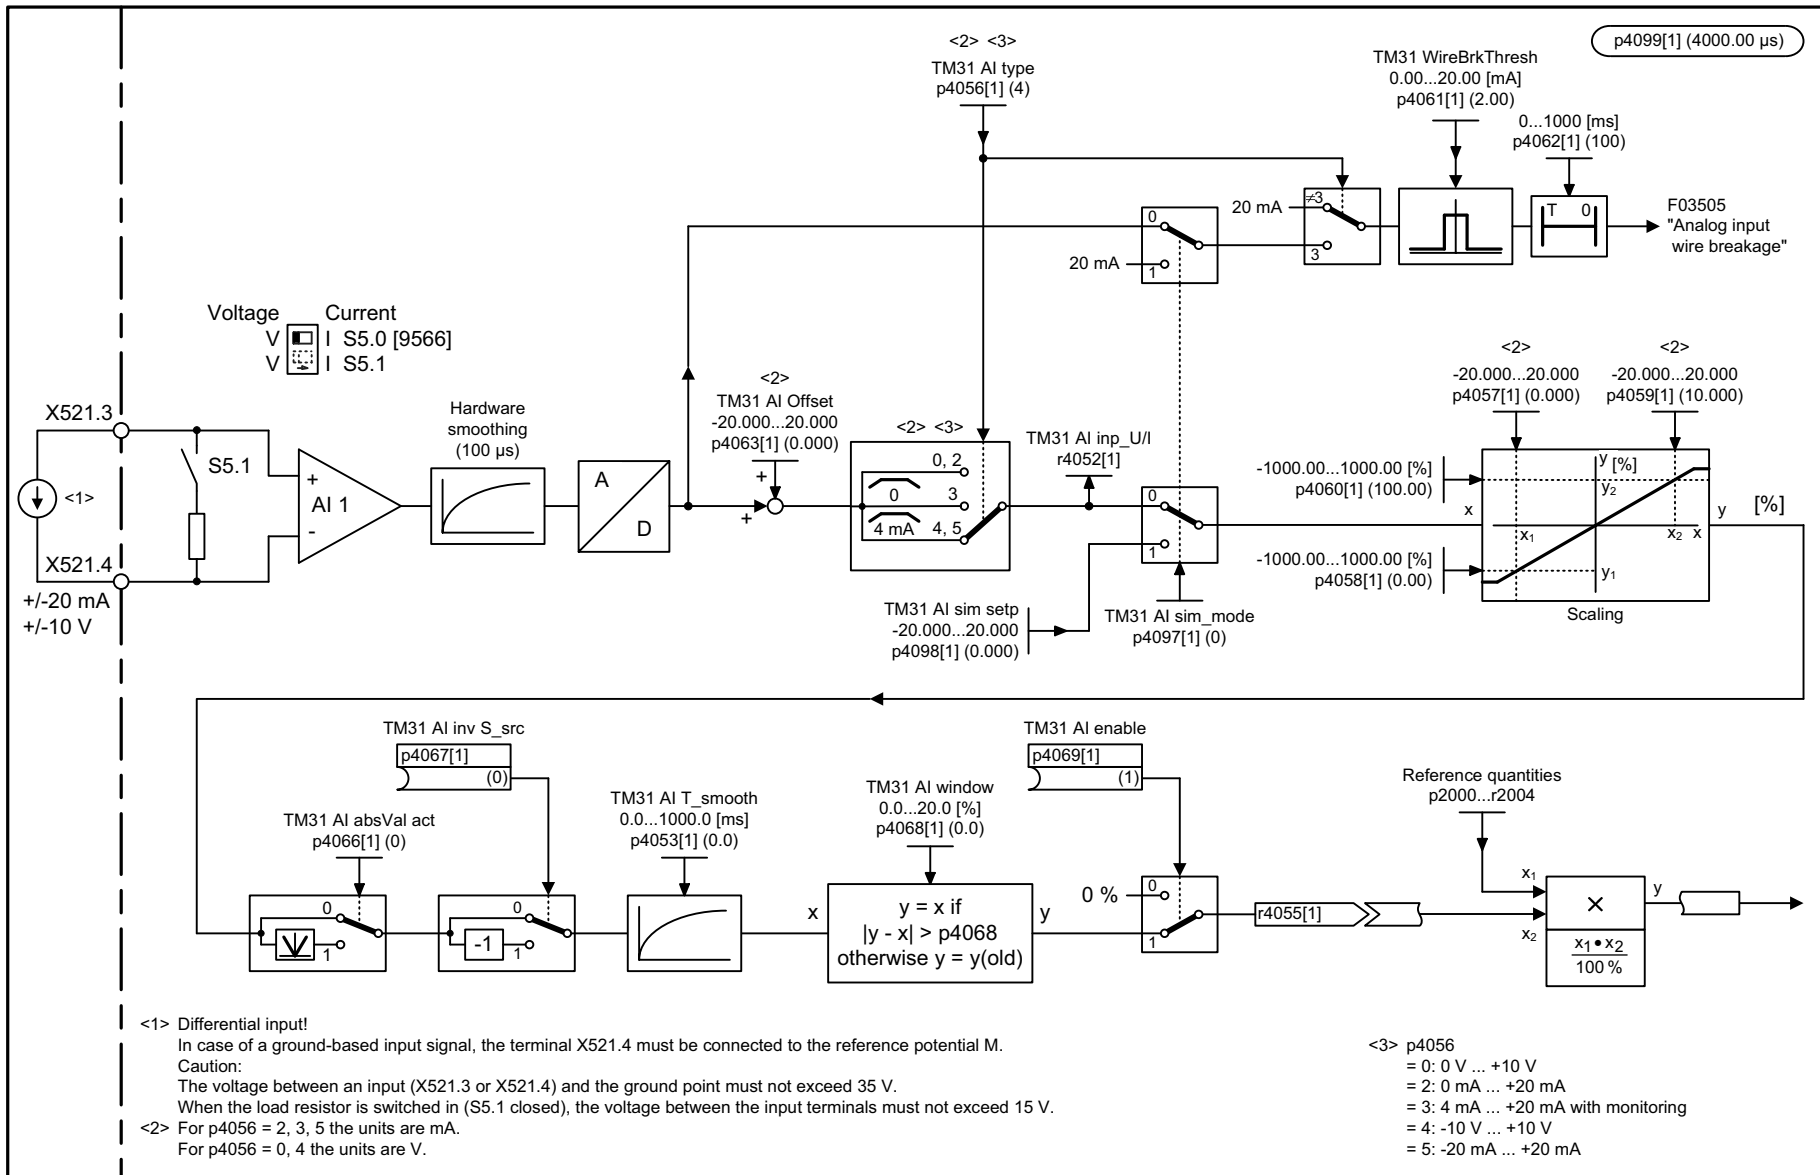 p4099[1] (4000.00 µs)
<2> <3>
TM31 AI type
p4056[1] (4)
TM31 WireBrkThresh
0.00...20.00 [mA]
p4061[1] (2.00)
0...1000 [ms]
p4062[1] (100)
20 mA
≠3
3
T 0
F03505
"Analog input
wire breakage"
0
20 mA
1
Voltage Current
V I S5.0 [9566]
V I S5.1
X521.3
X521.4
+/-20 mA
+/-10 V
<1>
S5.1
+
AI 1
-
Hardware
smoothing
(100 µs)
A
D
<2>
TM31 AI Offset
-20.000...20.000
p4063[1] (0.000)
+
+
<2> <3>
0, 2
0
3
4 mA
4, 5
TM31 AI inp_U/I
r4052[1]
0
1
TM31 AI sim setp
-20.000...20.000
p4098[1] (0.000)
TM31 AI sim_mode
p4097[1] (0)
<2>
-20.000...20.000
p4057[1] (0.000)
<2>
-20.000...20.000
p4059[1] (10.000)
-1000.00...1000.00 [%]
p4060[1] (100.00)
x
-1000.00...1000.00 [%]
p4058[1] (0.00)
y [%]
y2
x1
x2 x
y1
y
[%]
Scaling
TM31 AI inv S_src
p4067[1]
(0)
TM31 AI absVal act
p4066[1] (0)
0
1
0
-1
1
TM31 AI T_smooth
0.0...1000.0 [ms]
p4053[1] (0.0)
TM31 AI window
0.0...20.0 [%]
p4068[1] (0.0)
x
y = x if
|y - x| > p4068
otherwise y = y(old)
y
TM31 AI enable
p4069[1]
(1)
0 %
0
1
r4055[1]
Reference quantities
p2000...r2004
x1
x2
×
x1•x2
100 %
y
<1> Differential input!
In case of a ground-based input signal, the terminal X521.4 must be connected to the reference potential M.
Caution:
The voltage between an input (X521.3 or X521.4) and the ground point must not exceed 35 V.
When the load resistor is switched in (S5.1 closed), the voltage between the input terminals must not exceed 15 V.
<2> For p4056 = 2, 3, 5 the units are mA.
For p4056 = 0, 4 the units are V.
<3> p4056
= 0: 0 V ... +10 V
= 2: 0 mA ... +20 mA
= 3: 4 mA ... +20 mA with monitoring
= 4: -10 V ... +10 V
= 5: -20 mA ... +20 mA